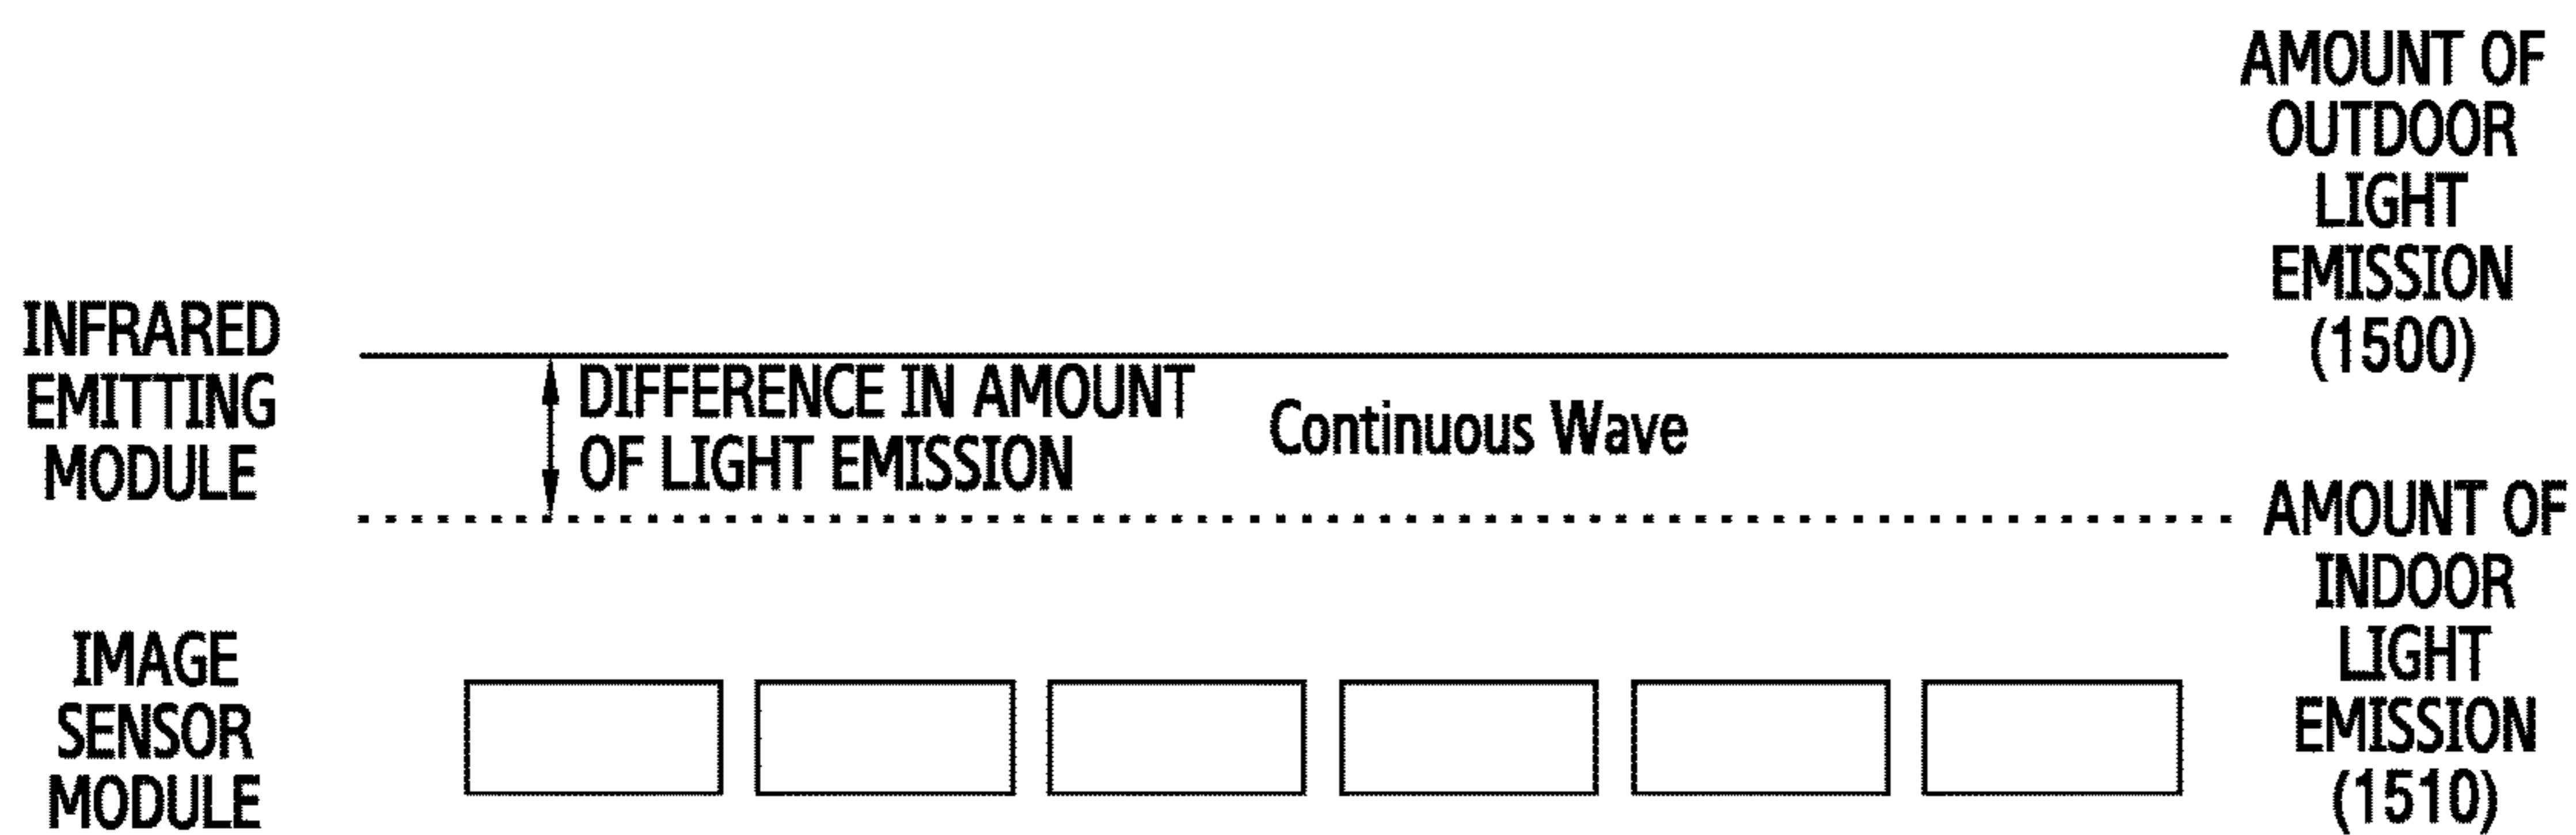 AMOUNT OF
OUTDOOR
LIGHT
EMISSION
(1500)
INFRARED
EMITTING
MODULE
DIFFERENCE IN AMOUNT
OF LIGHT EMISSION
Continuous Wave
AMOUNT OF
INDOOR
LIGHT
EMISSION
(1510)
IMAGE
SENSOR
MODULE